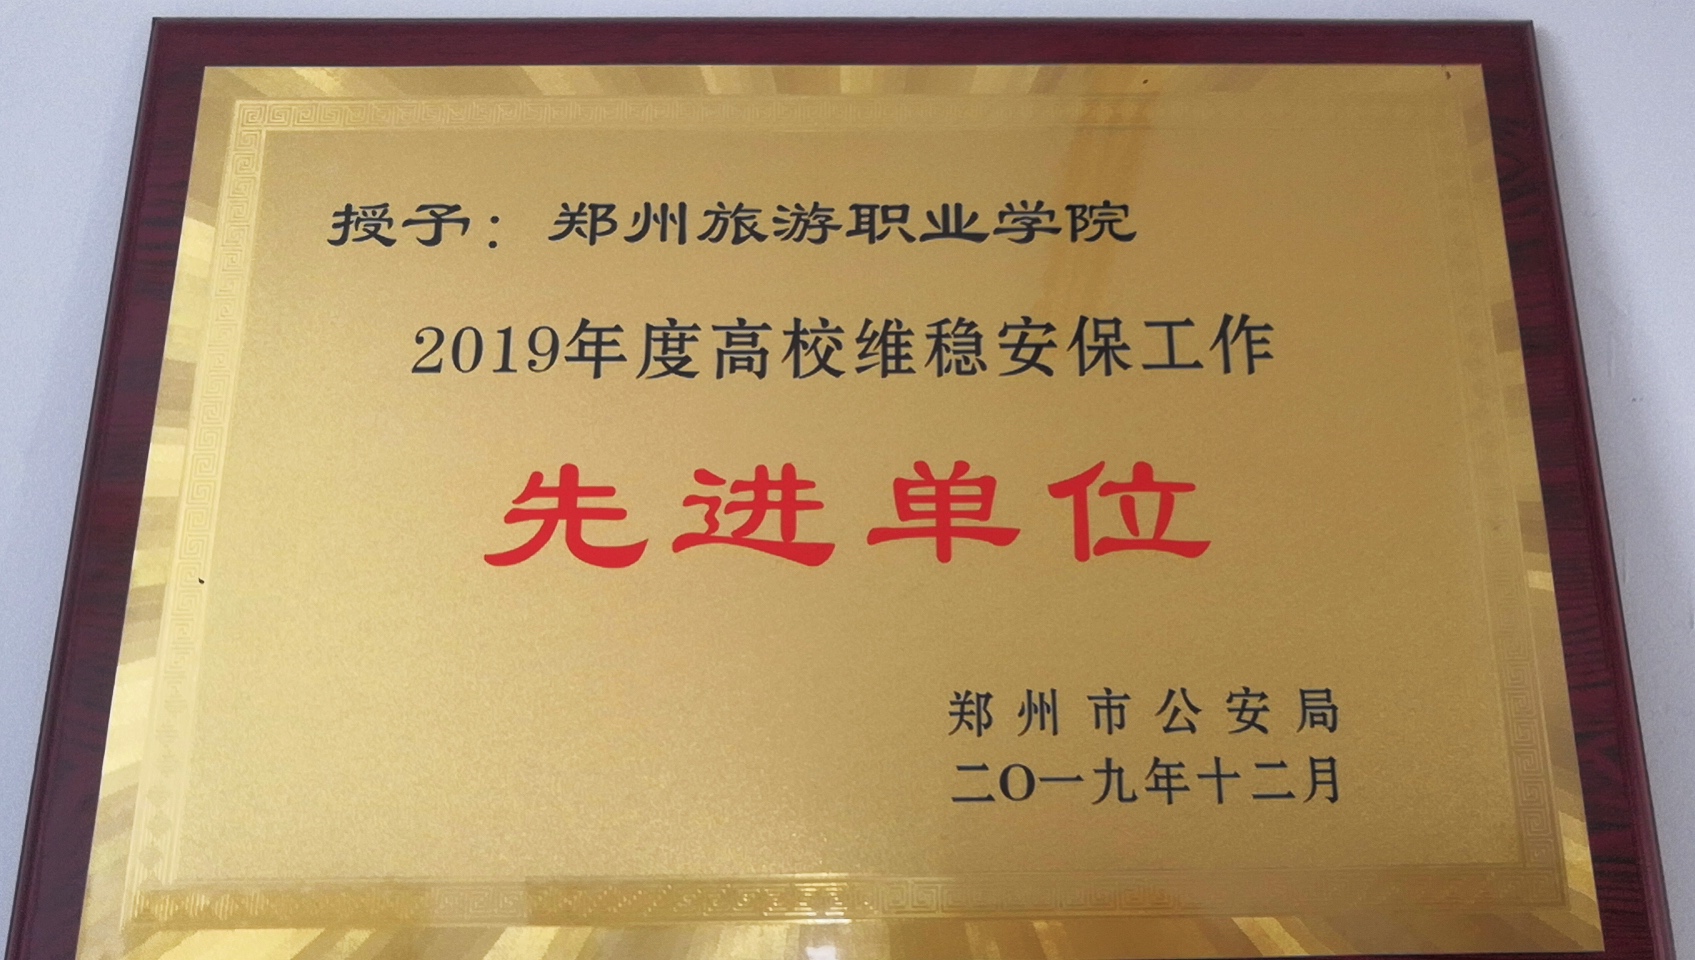 授予：郑州旅游职业学院
2019年度高校维稳安保工作
先进单位
郑州市公安局
二〇一九年十二月